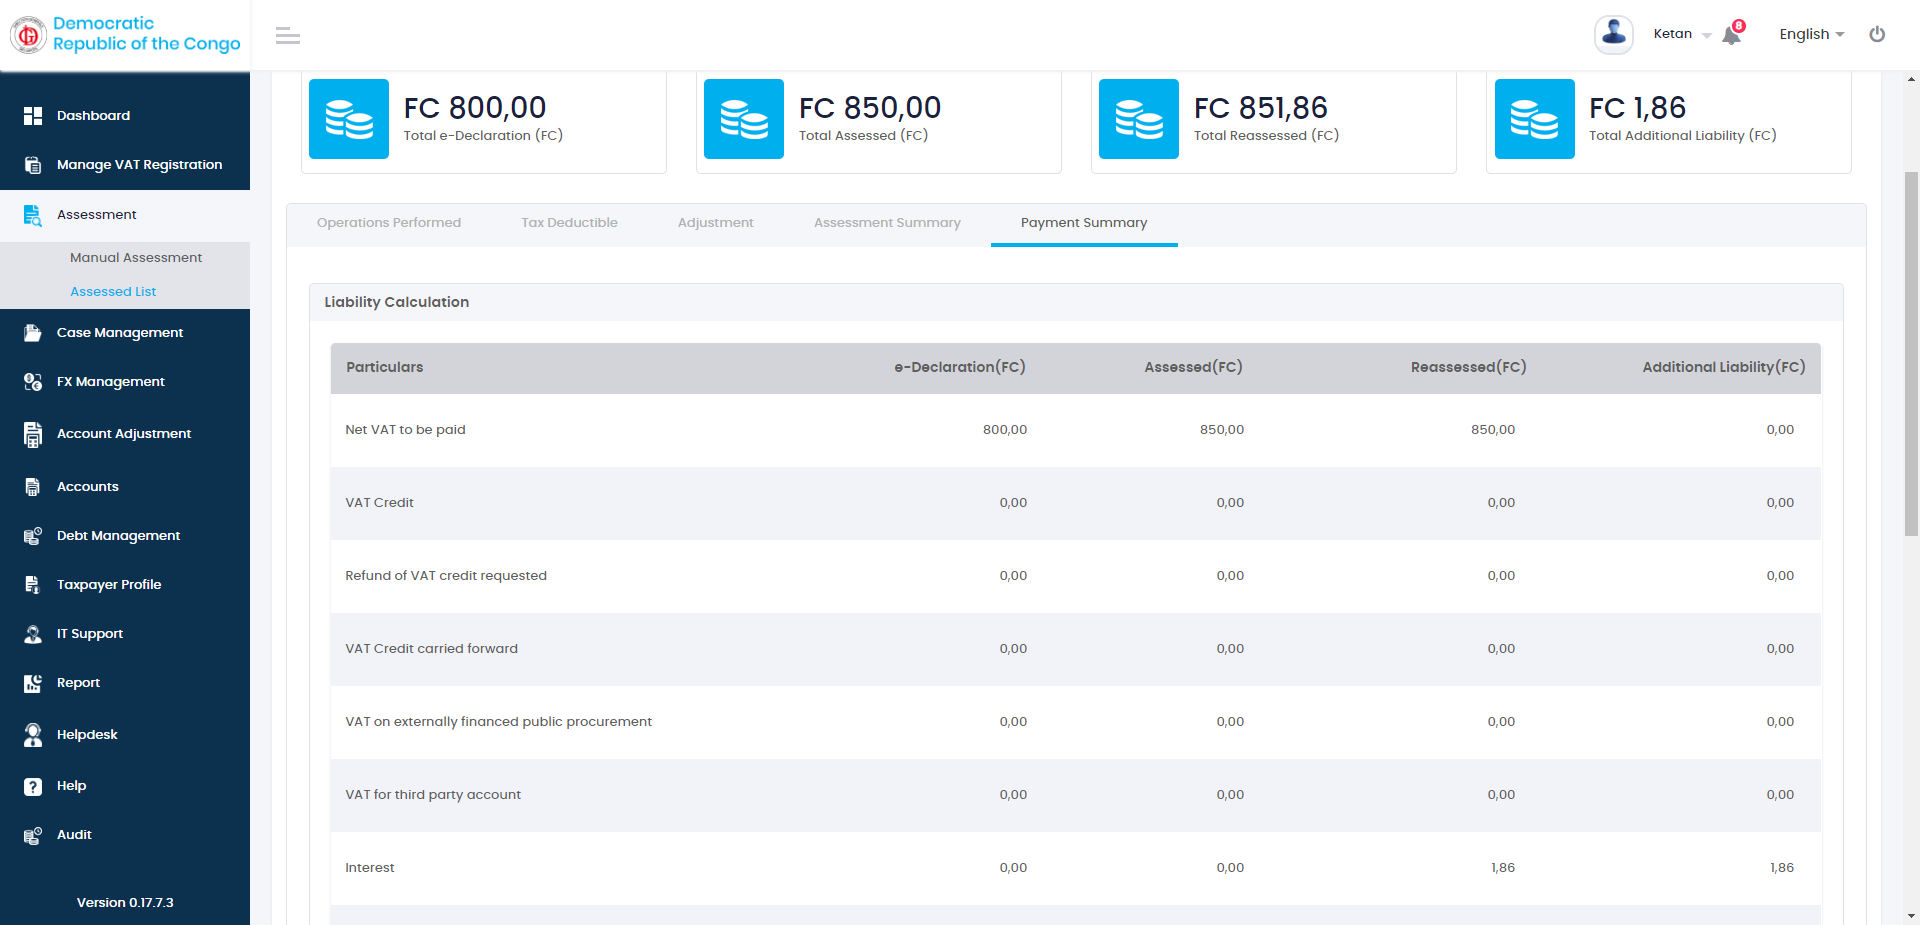 Democratic
Republic of the Congo
Ketan
8
English
Dashboard
Manage VAT Registration
Assessment
Manual Assessment
Assessed List
Case Management
FX Management
Account Adjustment
Accounts
Debt Management
Taxpayer Profile
IT Support
Report
Helpdesk
Help
Audit
Version 0.17.7.3
FC 800,00
Total e-Declaration (FC)
FC 850,00
Total Assessed (FC)
FC 851,86
Total Reassessed (FC)
FC 1,86
Total Additional Liability (FC)
Operations Performed Tax Deductible Adjustment Assessment Summary Payment Summary
Liability Calculation
Particulars e-Declaration(FC) Assessed(FC) Reassessed(FC) Additional Liability(FC)
Net VAT to be paid 800,00 850,00 850,00 0,00
VAT Credit 0,00 0,00 0,00 0,00
Refund of VAT credit requested 0,00 0,00 0,00 0,00
VAT Credit carried forward 0,00 0,00 0,00 0,00
VAT on externally financed public procurement 0,00 0,00 0,00 0,00
VAT for third party account 0,00 0,00 0,00 0,00
Interest 0,00 0,00 1,86 1,86